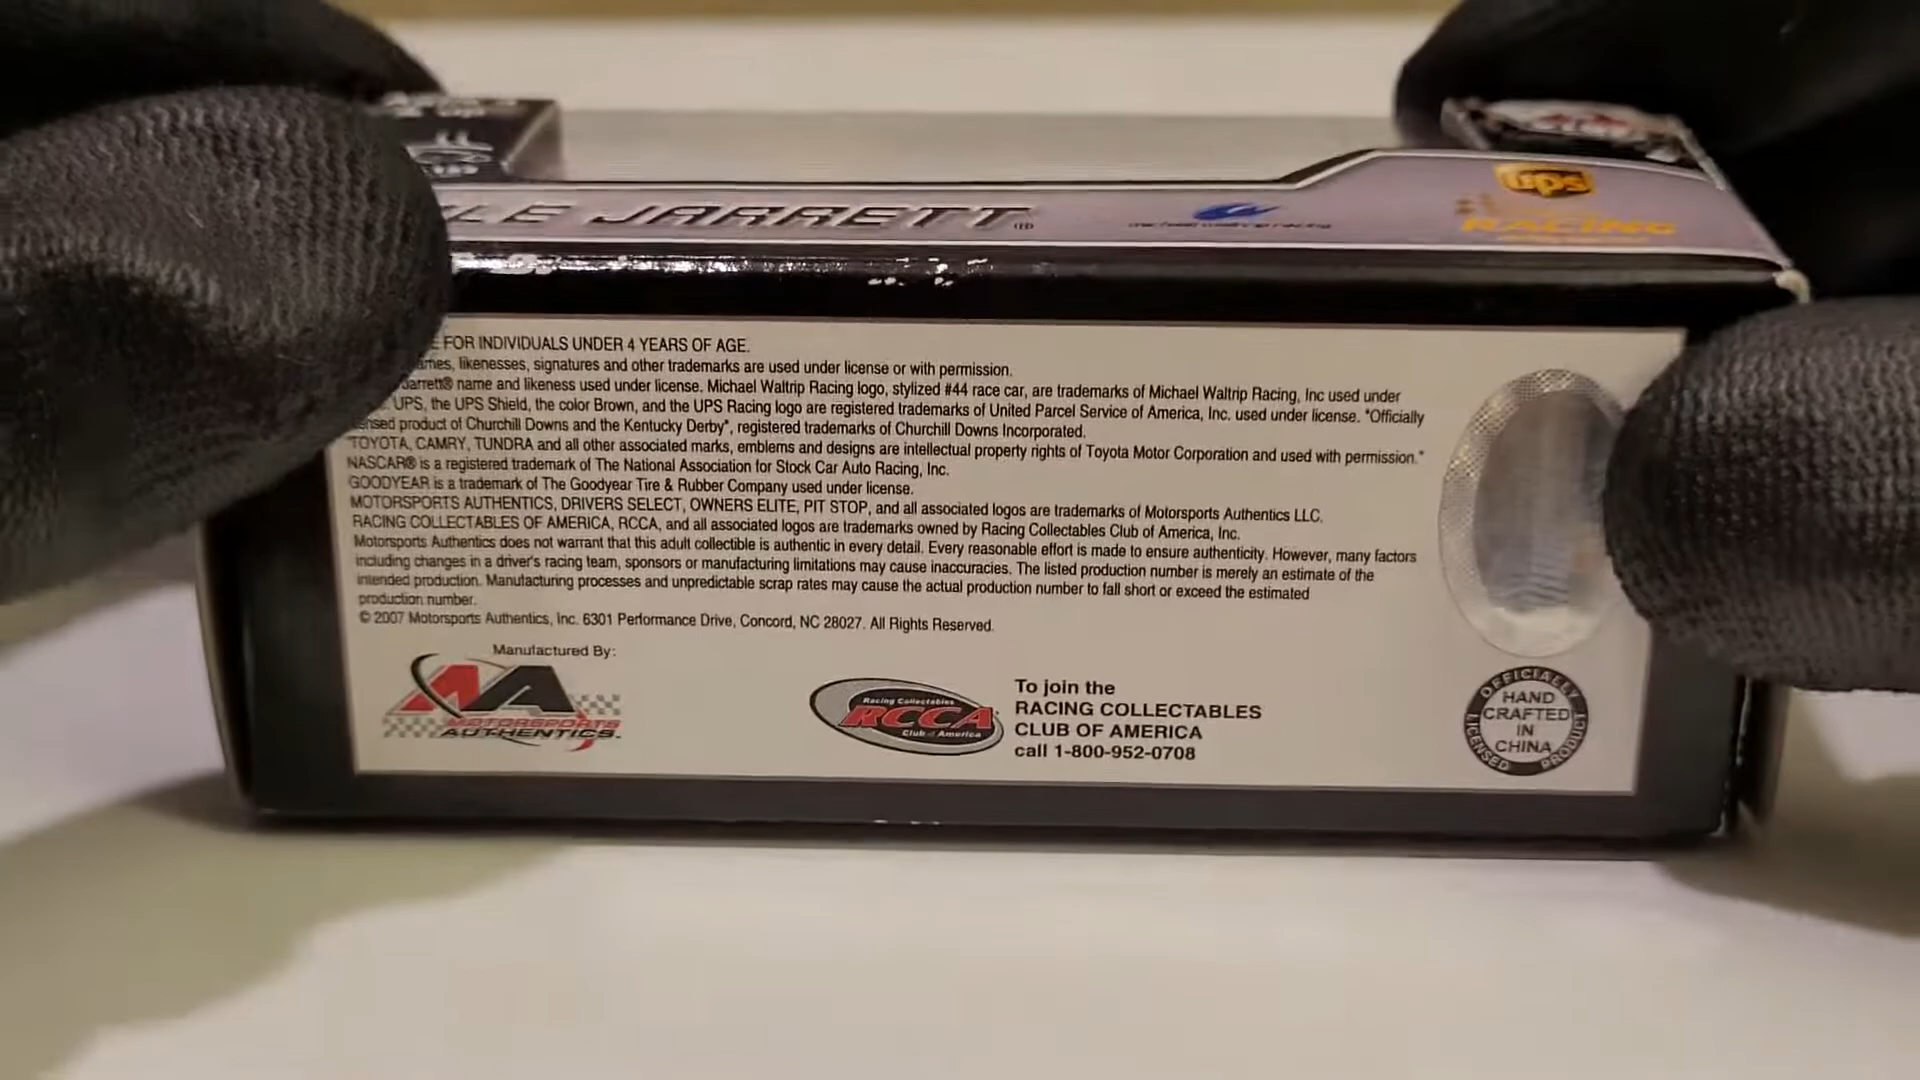 LE JARRETT®
ups
RACING
FOR INDIVIDUALS UNDER 4 YEARS OF AGE.
likenesses, signatures and other trademarks are used under license or with permission.
Jarrett® name and likeness used under license. Michael Waltrip Racing logo, stylized #44 race car, are trademarks of Michael Waltrip Racing, Inc used under
UPS, the UPS Shield, the color Brown, and the UPS Racing logo are registered trademarks of United Parcel Service of America, Inc. used under license. "Officially
product of Churchill Downs and the Kentucky Derby", registered trademarks of Churchill Downs Incorporated.
"TOYOTA, CAMRY, TUNDRA and all other associated marks, emblems and designs are intellectual property rights of Toyota Motor Corporation and used with permission."
NASCAR® is a registered trademark of The National Association for Stock Car Auto Racing, Inc.
GOODYEAR is a trademark of The Goodyear Tire & Rubber Company used under license.
MOTORSPORTS AUTHENTICS, DRIVERS SELECT, OWNERS ELITE, PIT STOP, and all associated logos are trademarks of Motorsports Authentics LLC.
RACING COLLECTABLES OF AMERICA, RCCA, and all associated logos are trademarks owned by Racing Collectables Club of America, Inc.
Motorsports Authentics does not warrant that this adult collectible is authentic in every detail. Every reasonable effort is made to ensure authenticity. However, many factors
including changes in a driver's racing team, sponsors or manufacturing limitations may cause inaccuracies. The listed production number is merely an estimate of the
intended production. Manufacturing processes and unpredictable scrap rates may cause the actual production number to fall short or exceed the estimated
production number.
© 2007 Motorsports Authentics, Inc. 6301 Performance Drive, Concord, NC 28027. All Rights Reserved.
Manufactured By:
MA
MOTORSPORTS
AUTHENTICS.
Racing Collectables
RCCA
Club of America
To join the
RACING COLLECTABLES
CLUB OF AMERICA
call 1-800-952-0708
OFFICIALLY
LICENSED PRODUCT
HAND
CRAFTED
IN
CHINA